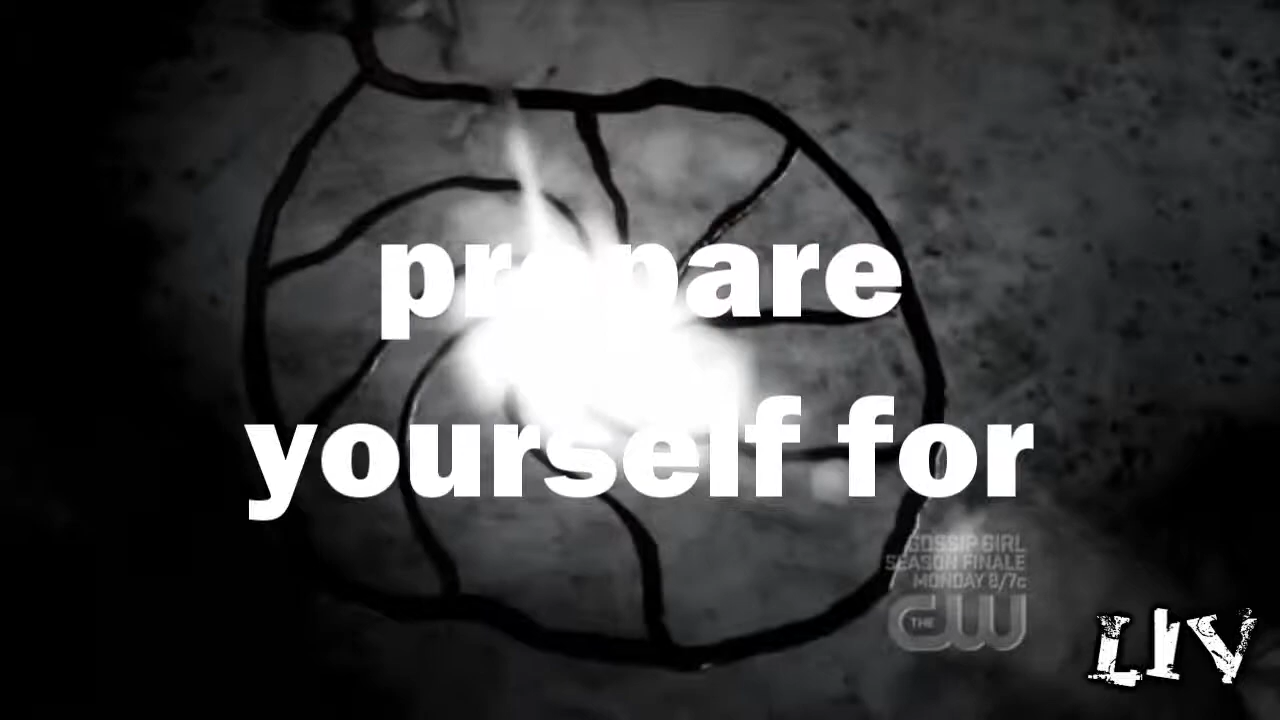 prepare
yourself for
GOSSIP GIRL
SEASON FINALE
MONDAY 8/7c
THE CW
LIV